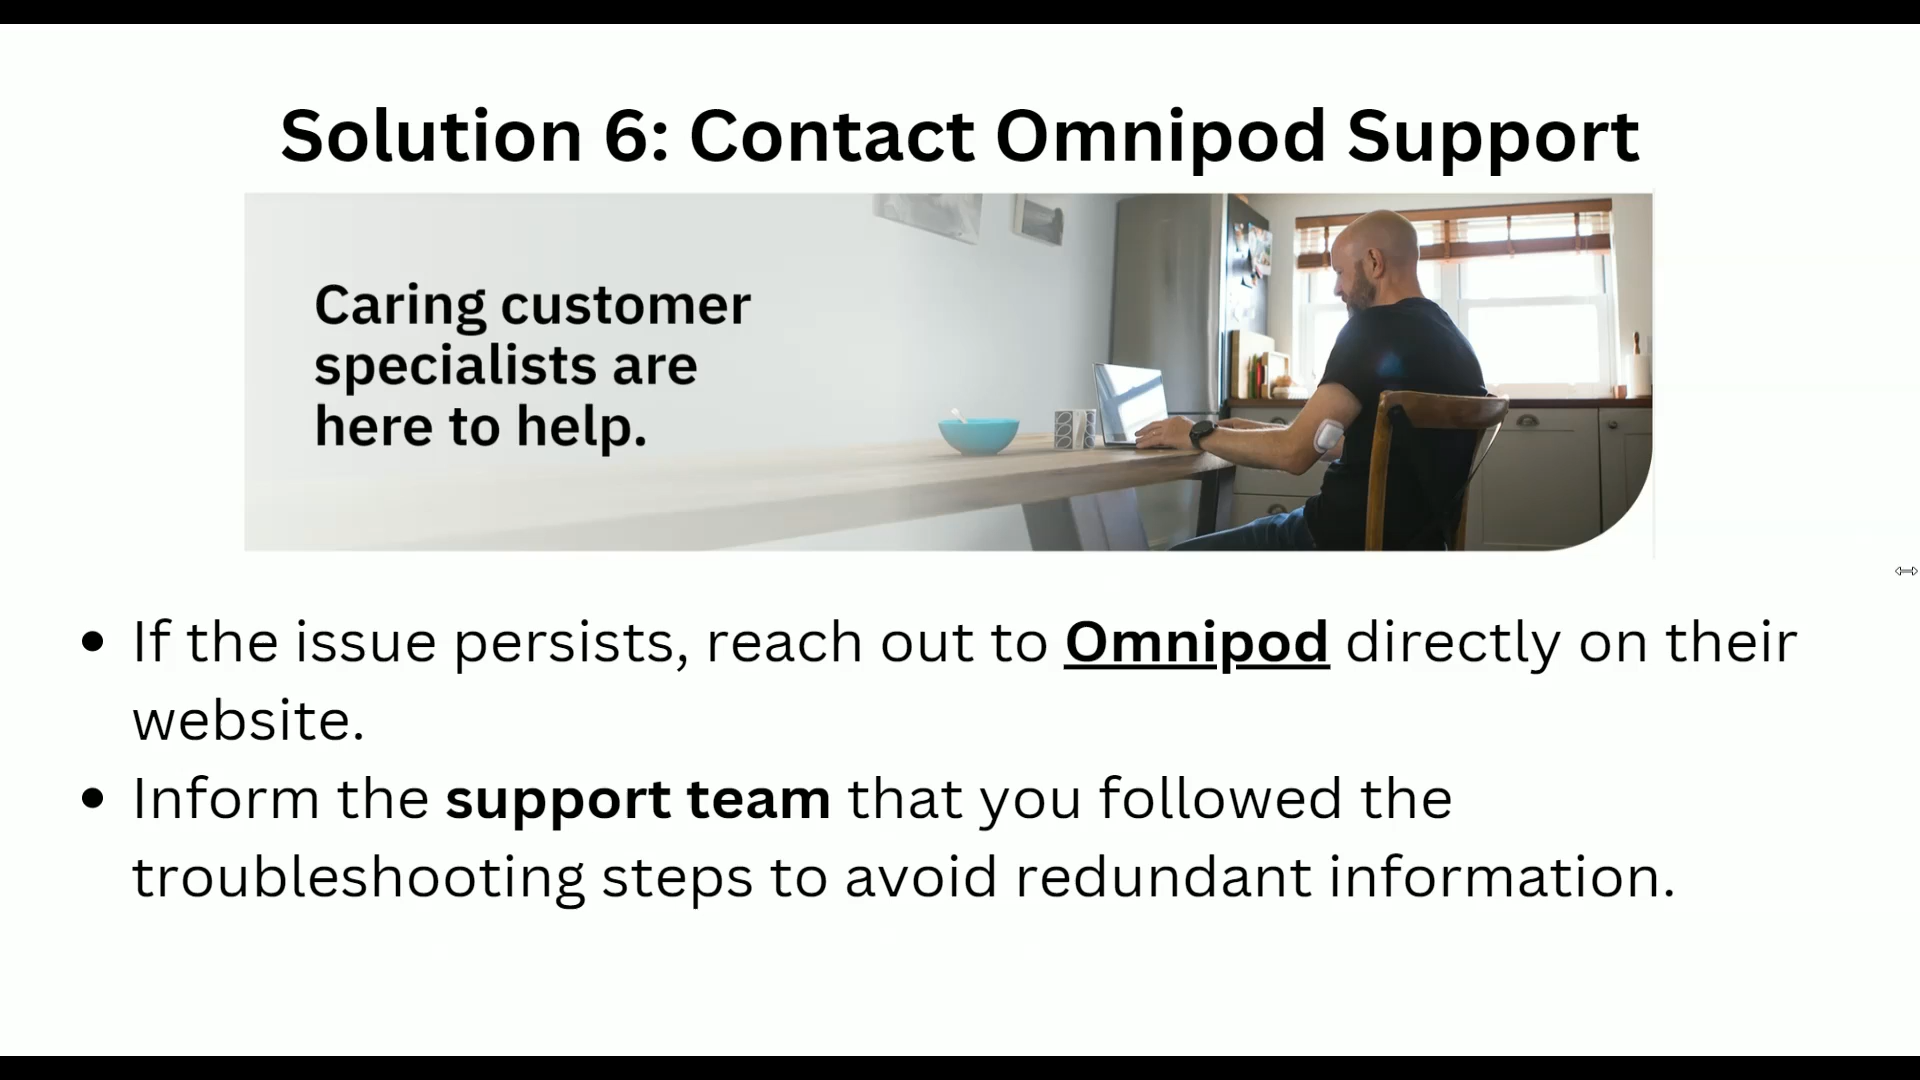 Solution 6: Contact Omnipod Support
Caring customer
specialists are
here to help.
• If the issue persists, reach out to Omnipod directly on their
website.
• Inform the support team that you followed the
troubleshooting steps to avoid redundant information.